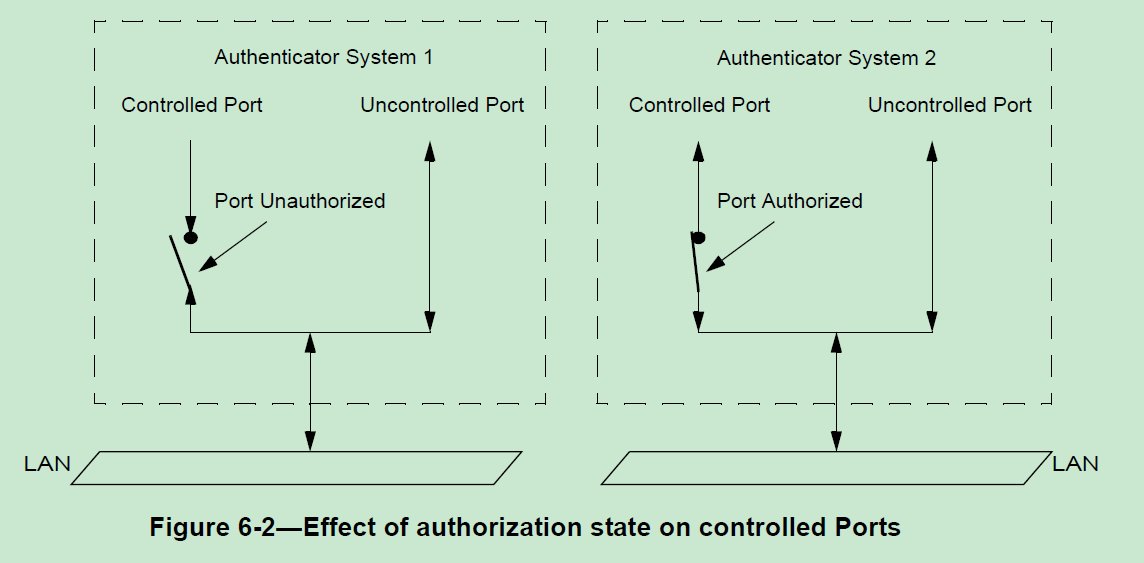 Authenticator System 1
Controlled Port
Uncontrolled Port
Port Unauthorized
LAN
Authenticator System 2
Controlled Port
Uncontrolled Port
Port Authorized
LAN
Figure 6-2—Effect of authorization state on controlled Ports